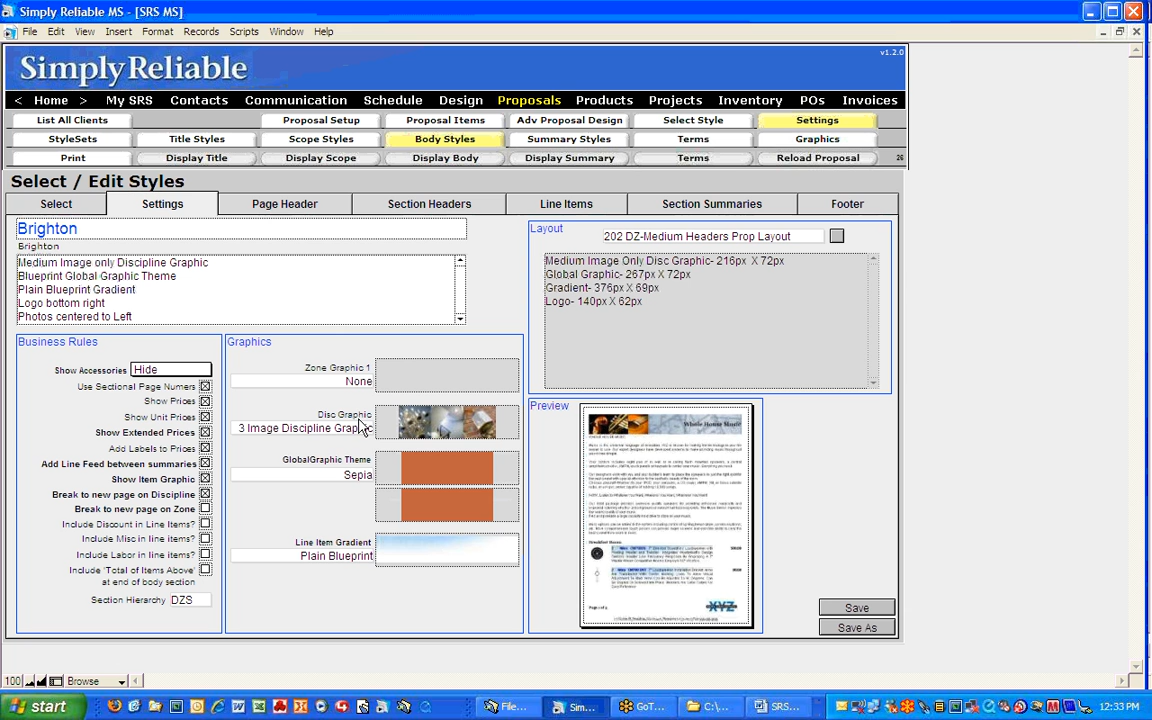 Simply Reliable MS - [SRS MS]
File Edit View Insert Format Records Scripts Window Help
v1.2.0
SimplyReliable
< Home > My SRS Contacts Communication Schedule Design Proposals Products Projects Inventory POs Invoices
List All Clients Proposal Setup Proposal Items Adv Proposal Design Select Style Settings
StyleSets Title Styles Scope Styles Body Styles Summary Styles Terms Graphics
Print Display Title Display Scope Display Body Display Summary Terms Reload Proposal 26
Select / Edit Styles
Select Settings Page Header Section Headers Line Items Section Summaries Footer
Brighton
Brighton
Medium Image only Discipline Graphic
Blueprint Global Graphic Theme
Plain Blueprint Gradient
Logo bottom right
Photos centered to Left
Layout
202 DZ-Medium Headers Prop Layout
Medium Image Only Disc Graphic- 216px X 72px
Global Graphic- 267px X 72px
Gradient- 376px X 69px
Logo- 140px X 62px
Business Rules
Show Accessories Hide
Use Sectional Page Numers
Show Prices
Show Unit Prices
Show Extended Prices
Add Labels to Prices
Add Line Feed between summaries
Show Item Graphic
Break to new page on Discipline
Break to new page on Zone
Include Discount in Line Items?
Include Misc in line items?
Include Labor in line items?
Include 'Total of Items Above'
at end of body section
Section Hierarchy DZS
Graphics
Zone Graphic 1
None
Disc Graphic
3 Image Discipline Graphic
GlobalGraphic Theme
Sepia
Line Item Gradient
Plain Blueprint
Preview
Whole House Music
XYZ
Save
Save As
100 Browse
start File... Sim... GoT... C:\... SRS... 12:33 PM